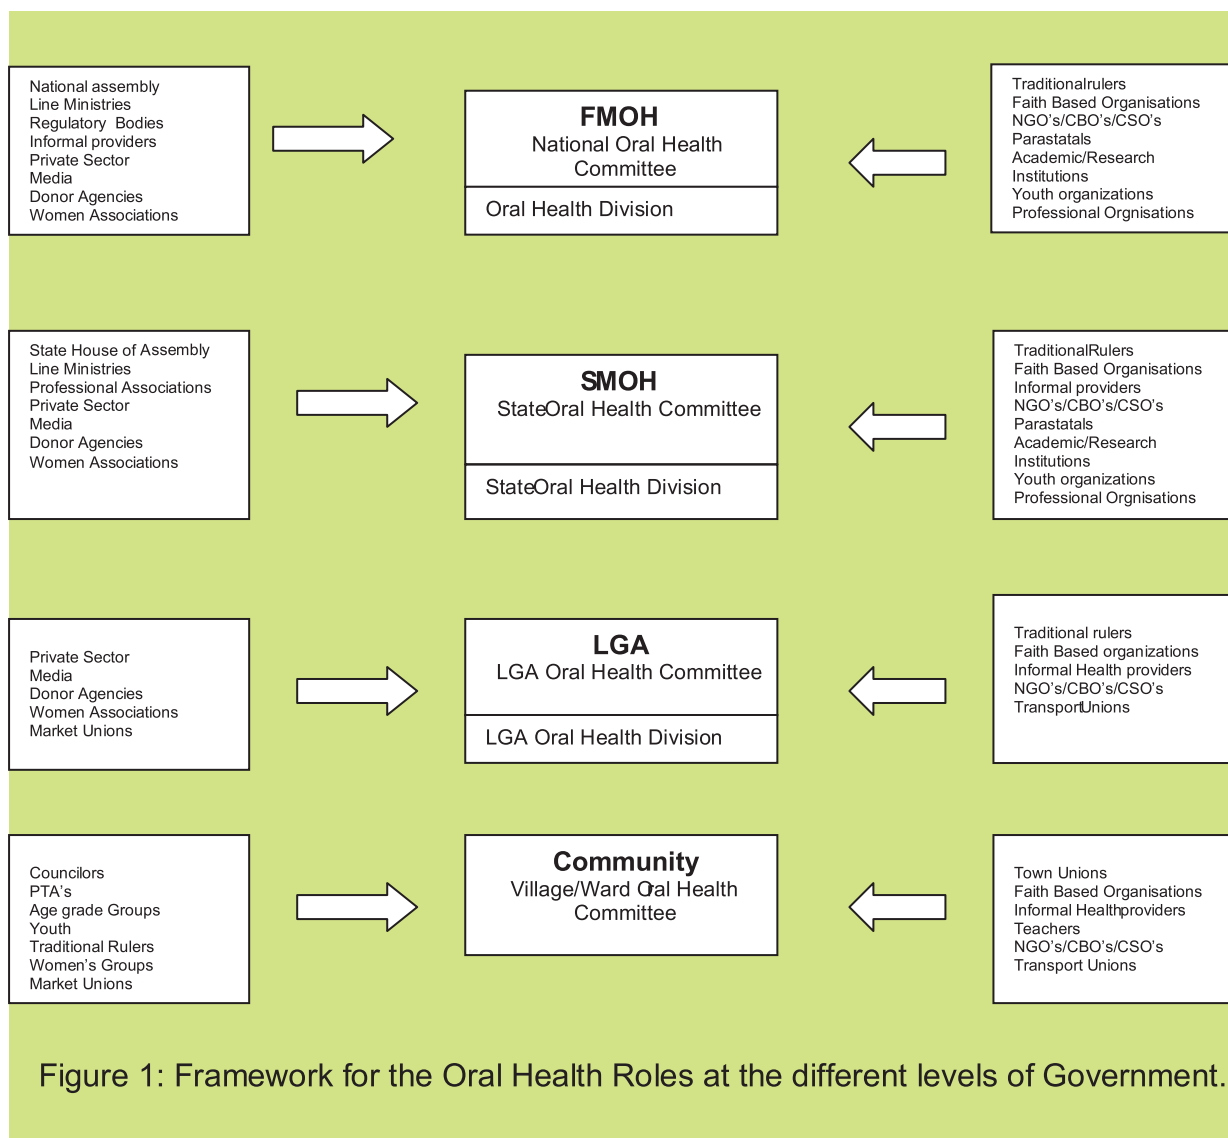 National assembly
Line Ministries
Regulatory Bodies
Informal providers
Private Sector
Media
Donor Agencies
Women Associations
FMOH
National Oral Health
Committee
Oral Health Division
Traditionalrulers
Faith Based Organisations
NGO's/CBO's/CSO's
Parastatals
Academic/Research
Institutions
Youth organizations
Professional Orgnisations
State House of Assembly
Line Ministries
Professional Associations
Private Sector
Media
Donor Agencies
Women Associations
SMOH
StateOral Health Committee
StateOral Health Division
TraditionalRulers
Faith Based Organisations
Informal providers
NGO's/CBO's/CSO's
Parastatals
Academic/Research
Institutions
Youth organizations
Professional Orgnisations
Private Sector
Media
Donor Agencies
Women Associations
Market Unions
LGA
LGA Oral Health Committee
LGA Oral Health Division
Traditional rulers
Faith Based organizations
Informal Health providers
NGO's/CBO's/CSO's
TransportUnions
Councilors
PTA's
Age grade Groups
Youth
Traditional Rulers
Women's Groups
Market Unions
Community
Village/Ward Oral Health
Committee
Town Unions
Faith Based Organisations
Informal Healthproviders
Teachers
NGO's/CBO's/CSO's
Transport Unions
Figure 1: Framework for the Oral Health Roles at the different levels of Government.